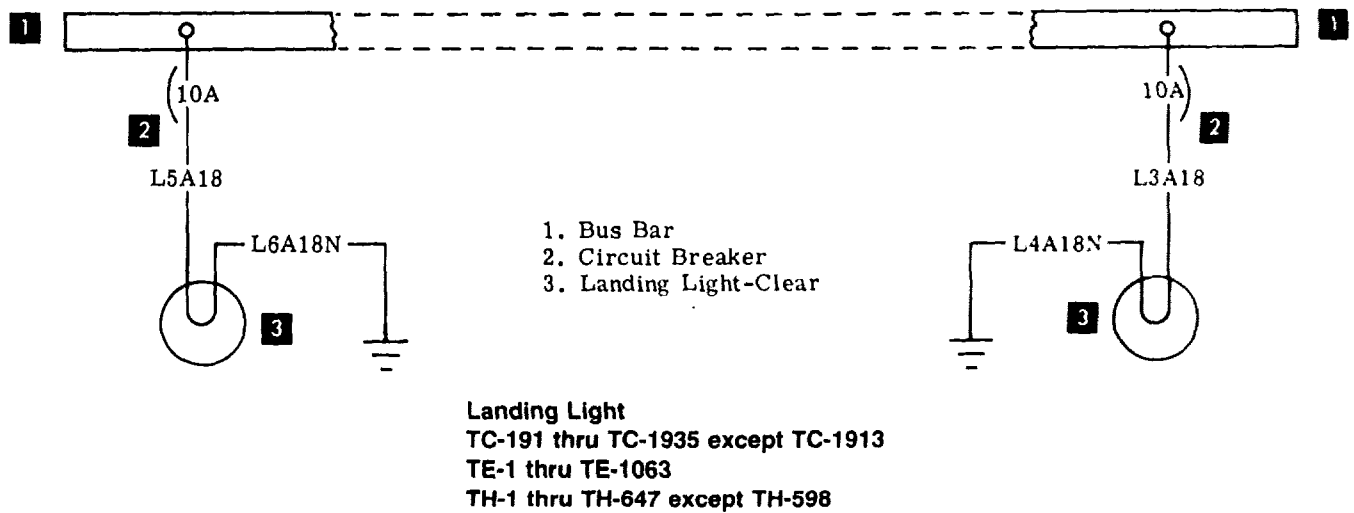 1 1
10A 10A
2 2
L5A18 L3A18
L6A18N L4A18N
1. Bus Bar
2. Circuit Breaker
3. Landing Light-Clear
3 3
Landing Light
TC-191 thru TC-1935 except TC-1913
TE-1 thru TE-1063
TH-1 thru TH-647 except TH-598